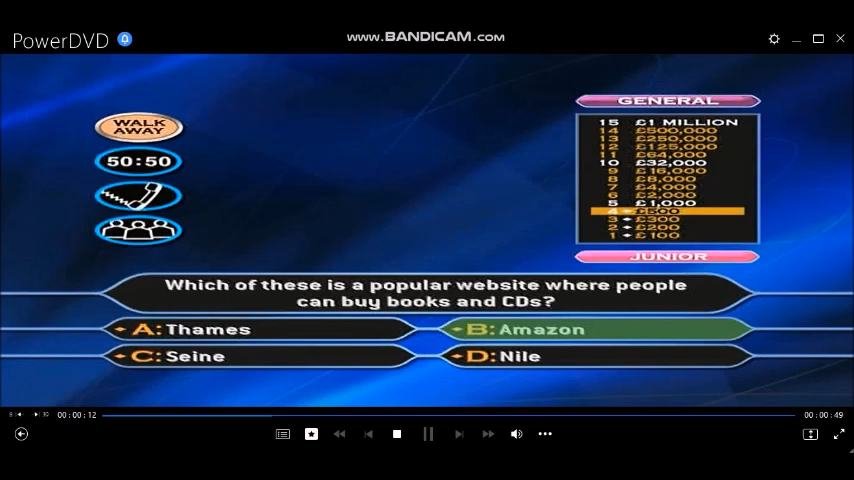 www.BANDICAM.com
PowerDVD
GENERAL
WALK
AWAY
50:50
15 £1 MILLION
14 £500,000
13 £250,000
12 £125,000
11 £64,000
10 £32,000
9 £16,000
8 £8,000
7 £4,000
6 £2,000
5 £1,000
4 £500
3 £300
2 £200
1 £100
JUNIOR
Which of these is a popular website where people
can buy books and CDs?
A: Thames
B: Amazon
C: Seine
D: Nile
00:00:12
00:00:49